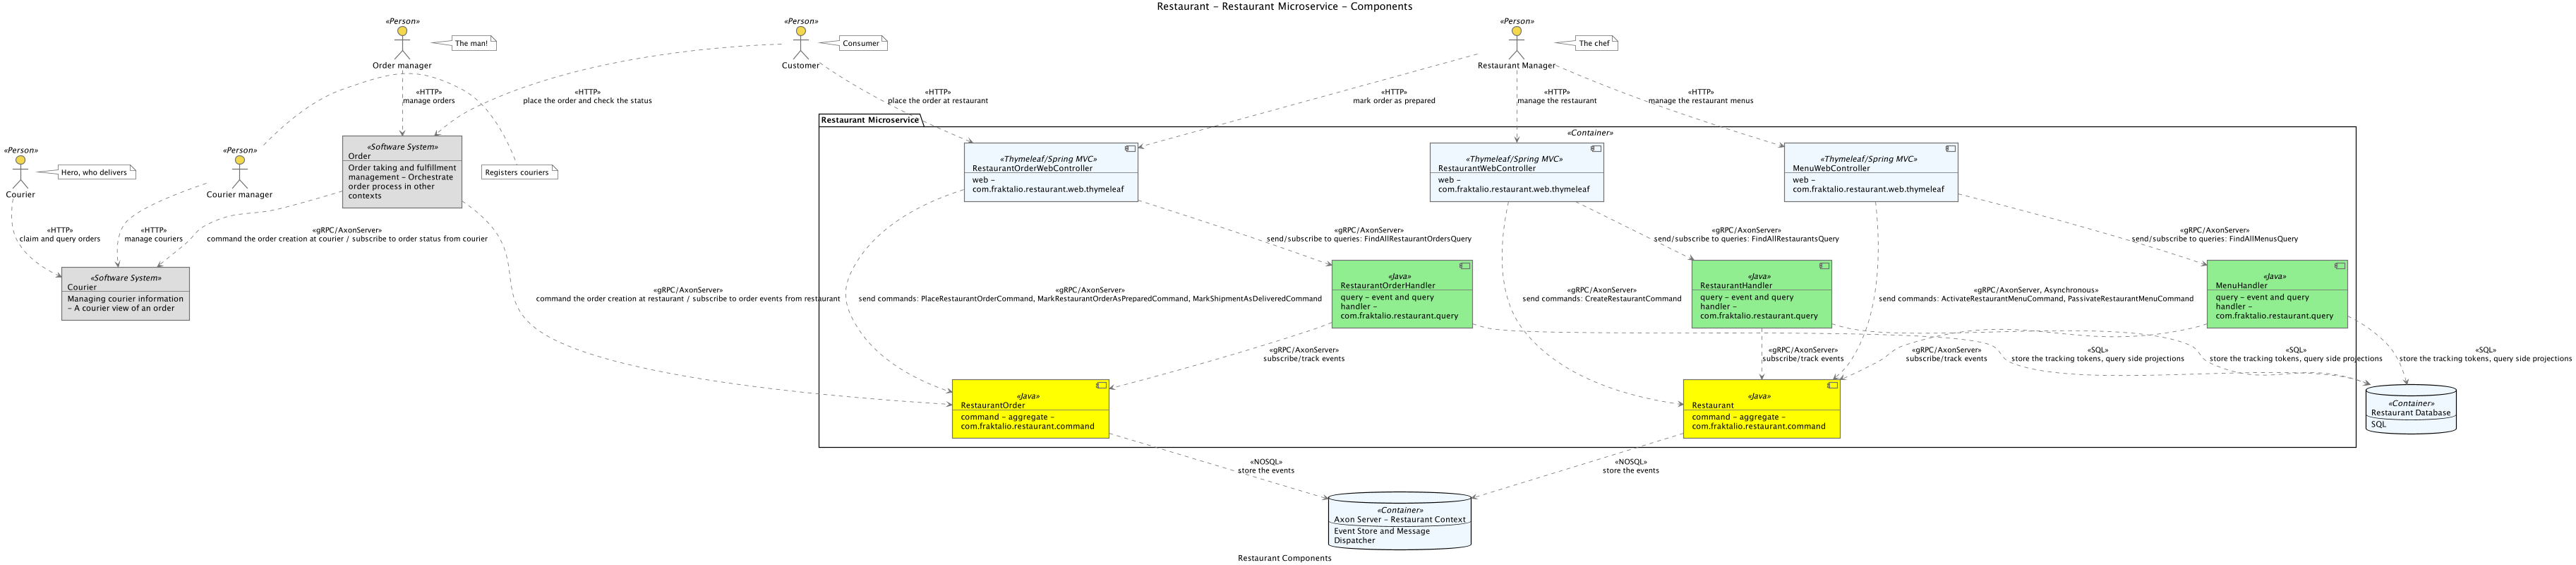 Restaurant - Restaurant Microservice - Components
«Person»
Order manager
The man!
«Person»
Customer
Consumer
«Person»
Restaurant Manager
The chef
«HTTP»
manage orders
«HTTP»
place the order and check the status
«HTTP»
place the order at restaurant
«HTTP»
mark order as prepared
«HTTP»
manage the restaurant
«HTTP»
manage the restaurant menus
«Person»
Courier
Hero, who delivers
«Person»
Courier manager
«Software System»
Order
Order taking and fulfillment
management - Orchestrate
order process in other
contexts
Registers couriers
Restaurant Microservice
«Container»
«Thymeleaf/Spring MVC»
RestaurantOrderWebController
web -
com.fraktalio.restaurant.web.thymeleaf
«Thymeleaf/Spring MVC»
RestaurantWebController
web -
com.fraktalio.restaurant.web.thymeleaf
«Thymeleaf/Spring MVC»
MenuWebController
web -
com.fraktalio.restaurant.web.thymeleaf
«HTTP»
claim and query orders
«HTTP»
manage couriers
«gRPC/AxonServer»
command the order creation at courier / subscribe to order status from courier
«gRPC/AxonServer»
send/subscribe to queries: FindAllRestaurantOrdersQuery
«gRPC/AxonServer»
send/subscribe to queries: FindAllRestaurantsQuery
«gRPC/AxonServer»
send/subscribe to queries: FindAllMenusQuery
«Software System»
Courier
Managing courier information
- A courier view of an order
«gRPC/AxonServer»
command the order creation at restaurant / subscribe to order events from restaurant
«gRPC/AxonServer»
send commands: PlaceRestaurantOrderCommand, MarkRestaurantOrderAsPreparedCommand, MarkShipmentAsDeliveredCommand
«Java»
RestaurantOrderHandler
query - event and query
handler -
com.fraktalio.restaurant.query
«gRPC/AxonServer»
send commands: CreateRestaurantCommand
«Java»
RestaurantHandler
query - event and query
handler -
com.fraktalio.restaurant.query
«gRPC/AxonServer, Asynchronous»
send commands: ActivateRestaurantMenuCommand, PassivateRestaurantMenuCommand
«Java»
MenuHandler
query - event and query
handler -
com.fraktalio.restaurant.query
«gRPC/AxonServer»
subscribe/track events
«gRPC/AxonServer»
subscribe/track events
«gRPC/AxonServer»
subscribe/track events
«SQL»
store the tracking tokens, query side projections
«SQL»
store the tracking tokens, query side projections
«SQL»
store the tracking tokens, query side projections
«Java»
RestaurantOrder
command - aggregate -
com.fraktalio.restaurant.command
«Java»
Restaurant
command - aggregate -
com.fraktalio.restaurant.command
«Container»
Restaurant Database
SQL
«NOSQL»
store the events
«NOSQL»
store the events
«Container»
Axon Server - Restaurant Context
Event Store and Message
Dispatcher
Restaurant Components